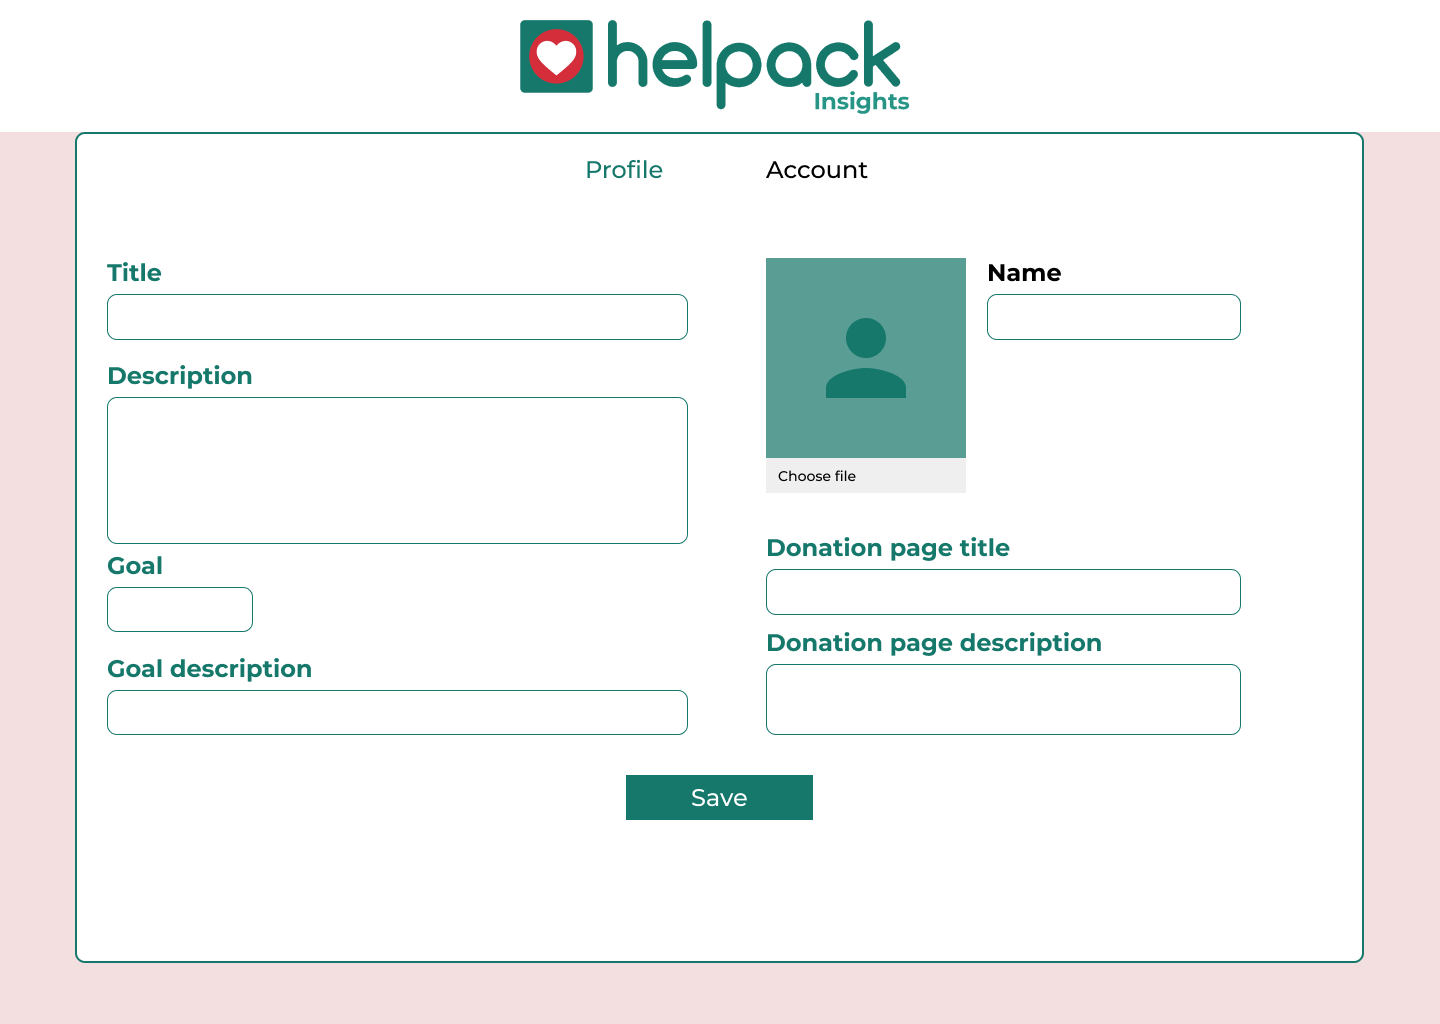 helpack
Insights
Profile
Account
Title
Description
Goal
Goal description
Name
Choose file
Donation page title
Donation page description
Save